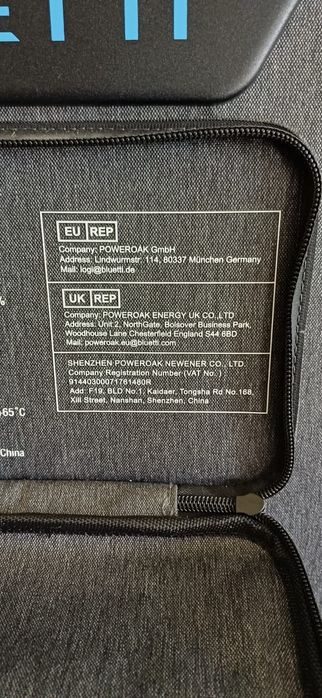 ETTI
EU REP
Company: POWEROAK GmbH
Address: Lindwurmstr. 114, 80337 München Germany
Mail: logi@bluetti.de
UK REP
Company: POWEROAK ENERGY UK CO.,LTD
Address: Unit 2, NorthGate, Bolsover Business Park,
Woodhouse Lane Chesterfield England S44 6BD
Mail: poweroak.eu@bluetti.com
SHENZHEN POWEROAK NEWENER CO., LTD.
Company Registration Number (VAT No.)
91440300071761480R
Add: F19, BLD No.1, Kaidaer, Tongsha Rd No.168
Xili Street, Nanshan, Shenzhen, China
%
65°C
China